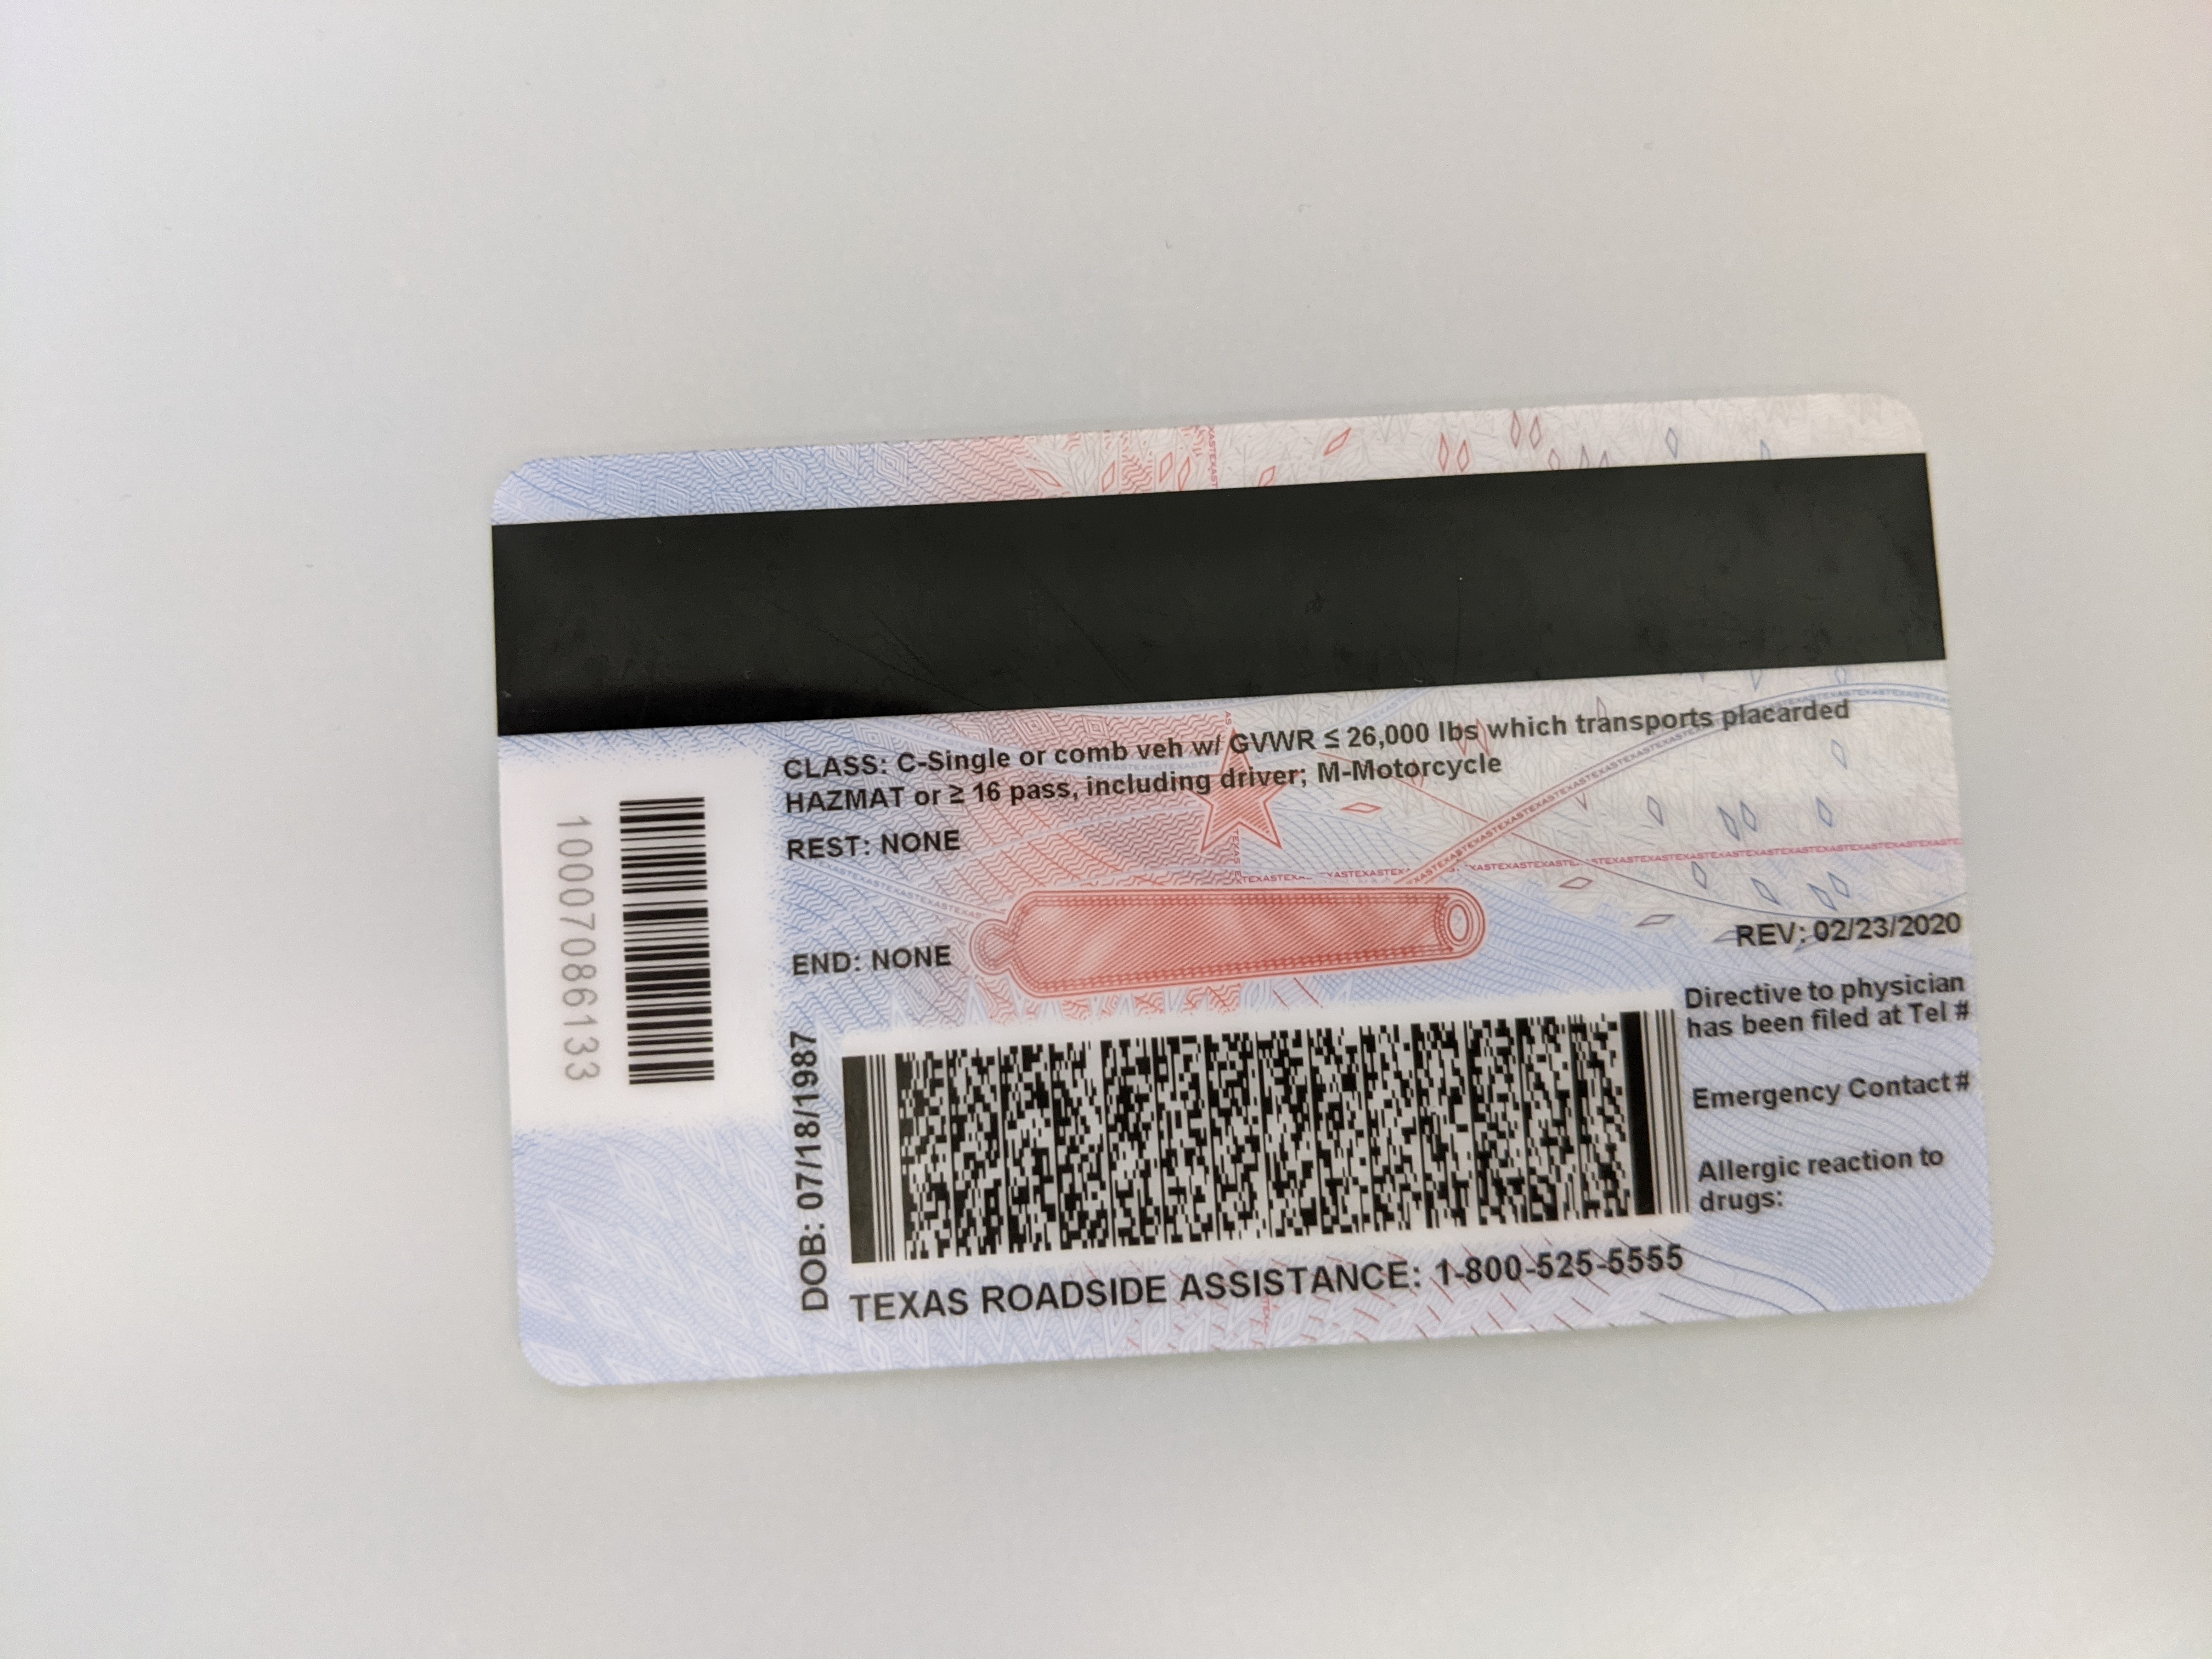 CLASS: C-Single or comb veh w/ GVWR ≤ 26,000 lbs which transports placarded
HAZMAT or ≥ 16 pass, including driver; M-Motorcycle
REST: NONE
END: NONE
REV: 02/23/2020
10007086133
DOB: 07/18/1987
Directive to physician
has been filed at Tel #
Emergency Contact #
Allergic reaction to
drugs:
TEXAS ROADSIDE ASSISTANCE: 1-800-525-5555